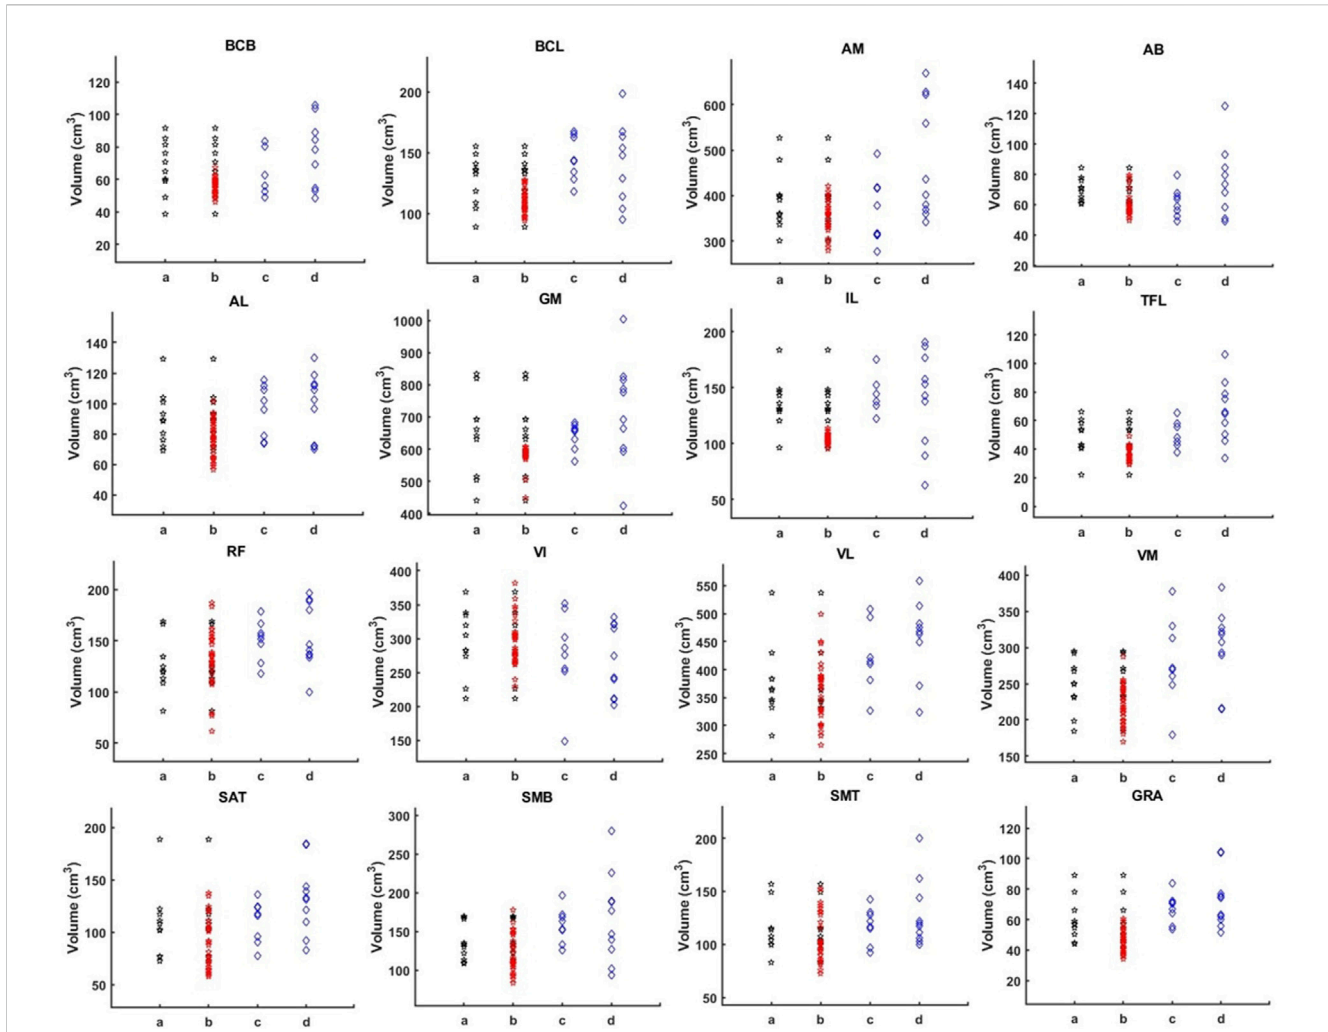 BCB
Volume (cm3)
120
100
80
60
40
20
a b c d
BCL
Volume (cm3)
200
150
100
a b c d
AM
Volume (cm3)
600
500
400
300
a b c d
AB
Volume (cm3)
140
120
100
80
60
40
20
a b c d
AL
Volume (cm3)
140
120
100
80
60
40
a b c d
GM
Volume (cm3)
1000
900
800
700
600
500
400
a b c d
IL
Volume (cm3)
200
150
100
50
a b c d
TFL
Volume (cm3)
120
100
80
60
40
20
0
a b c d
RF
Volume (cm3)
200
150
100
50
a b c d
VI
Volume (cm3)
400
350
300
250
200
150
a b c d
VL
Volume (cm3)
550
500
450
400
350
300
250
a b c d
VM
Volume (cm3)
400
350
300
250
200
150
a b c d
SAT
Volume (cm3)
200
150
100
50
a b c d
SMB
Volume (cm3)
300
250
200
150
100
a b c d
SMT
Volume (cm3)
200
150
100
50
a b c d
GRA
Volume (cm3)
120
100
80
60
40
20
a b c d